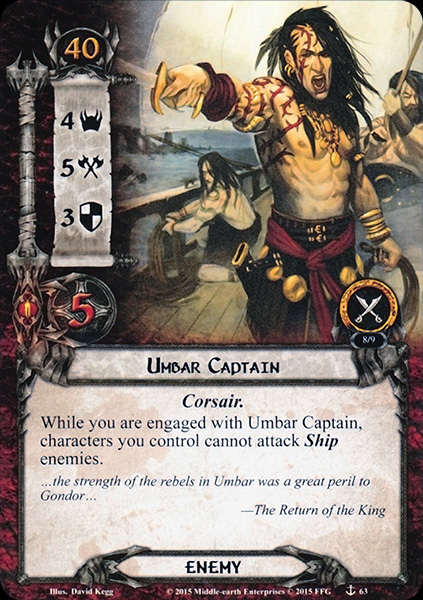 40
4
5
3
5
8/9
Umbar Captain
Corsair.
While you are engaged with Umbar Captain,
characters you control cannot attack Ship
enemies.
…the strength of the rebels in Umbar was a great peril to
Gondor…
—The Return of the King
ENEMY
Illus. David Kegg
© 2015 Middle-earth Enterprises © 2015 FFG
63